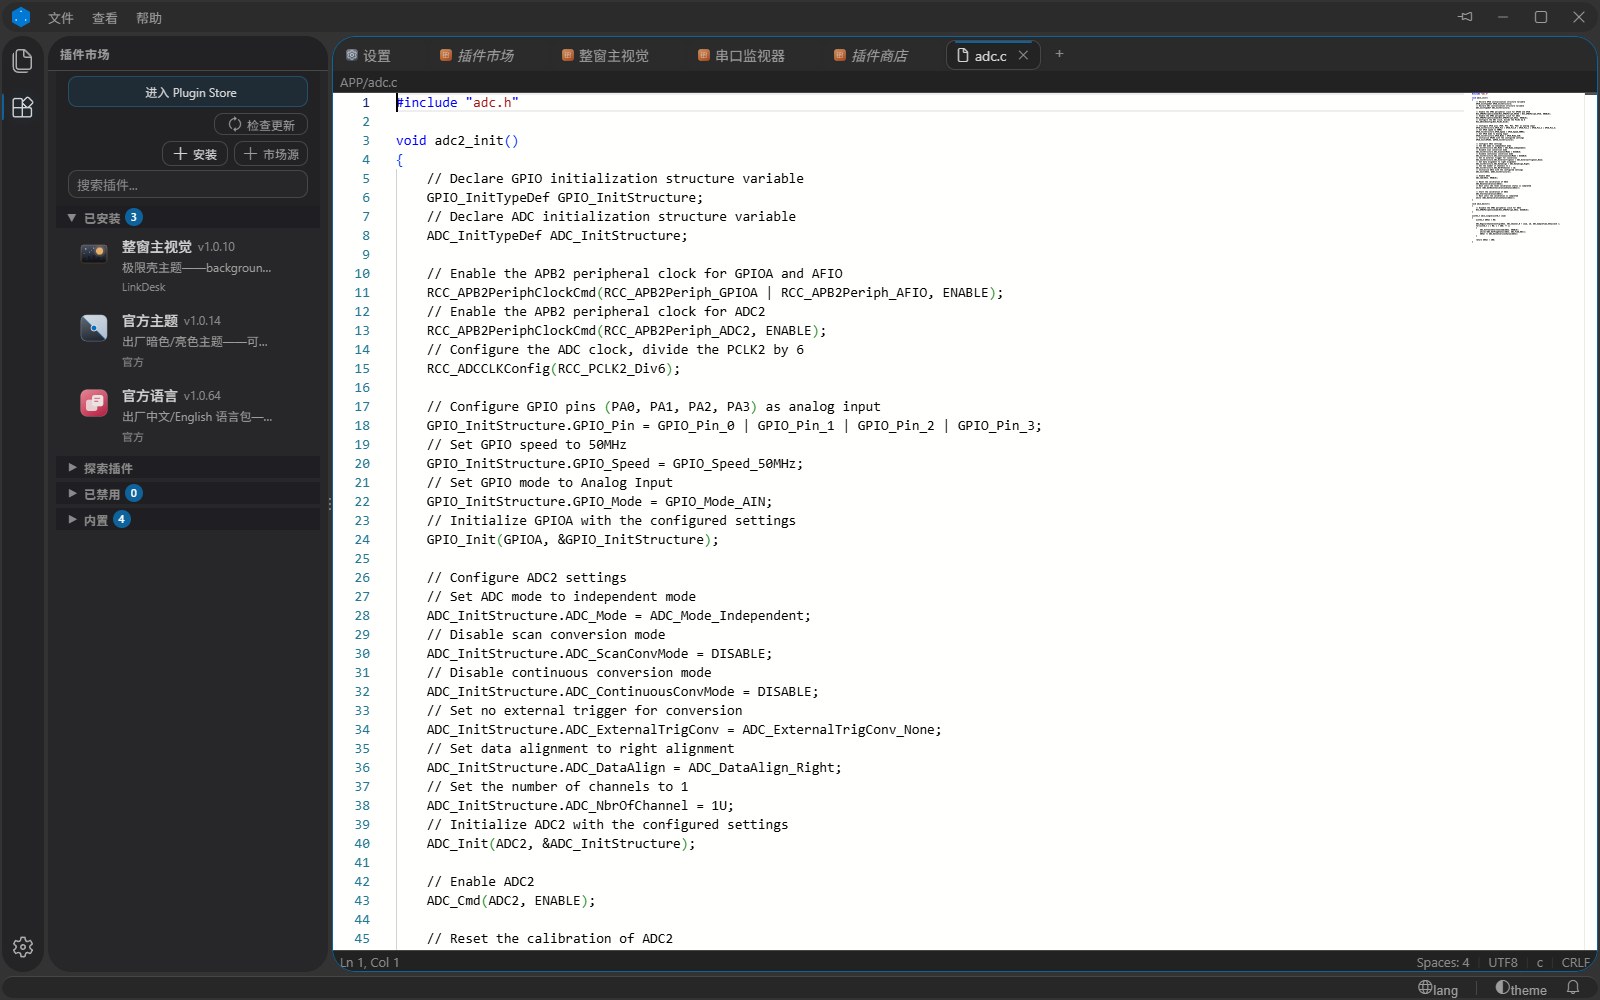 文件 查看 帮助
插件市场
进入 Plugin Store
检查更新
安装 市场源
搜索插件...
已安装 3
整窗主视觉 v1.0.10
极限壳主题——backgroun...
LinkDesk
官方主题 v1.0.14
出厂暗色/亮色主题——可...
官方
官方语言 v1.0.64
出厂中文/English 语言包—...
官方
探索插件
已禁用 0
内置 4
设置 插件市场 整窗主视觉 串口监视器 插件商店 adc.c
APP/adc.c
1 #include "adc.h"
2
3 void adc2_init()
4 {
5 // Declare GPIO initialization structure variable
6 GPIO_InitTypeDef GPIO_InitStructure;
7 // Declare ADC initialization structure variable
8 ADC_InitTypeDef ADC_InitStructure;
9
10 // Enable the APB2 peripheral clock for GPIOA and AFIO
11 RCC_APB2PeriphClockCmd(RCC_APB2Periph_GPIOA | RCC_APB2Periph_AFIO, ENABLE);
12 // Enable the APB2 peripheral clock for ADC2
13 RCC_APB2PeriphClockCmd(RCC_APB2Periph_ADC2, ENABLE);
14 // Configure the ADC clock, divide the PCLK2 by 6
15 RCC_ADCCLKConfig(RCC_PCLK2_Div6);
16
17 // Configure GPIO pins (PA0, PA1, PA2, PA3) as analog input
18 GPIO_InitStructure.GPIO_Pin = GPIO_Pin_0 | GPIO_Pin_1 | GPIO_Pin_2 | GPIO_Pin_3;
19 // Set GPIO speed to 50MHz
20 GPIO_InitStructure.GPIO_Speed = GPIO_Speed_50MHz;
21 // Set GPIO mode to Analog Input
22 GPIO_InitStructure.GPIO_Mode = GPIO_Mode_AIN;
23 // Initialize GPIOA with the configured settings
24 GPIO_Init(GPIOA, &GPIO_InitStructure);
25
26 // Configure ADC2 settings
27 // Set ADC mode to independent mode
28 ADC_InitStructure.ADC_Mode = ADC_Mode_Independent;
29 // Disable scan conversion mode
30 ADC_InitStructure.ADC_ScanConvMode = DISABLE;
31 // Disable continuous conversion mode
32 ADC_InitStructure.ADC_ContinuousConvMode = DISABLE;
33 // Set no external trigger for conversion
34 ADC_InitStructure.ADC_ExternalTrigConv = ADC_ExternalTrigConv_None;
35 // Set data alignment to right alignment
36 ADC_InitStructure.ADC_DataAlign = ADC_DataAlign_Right;
37 // Set the number of channels to 1
38 ADC_InitStructure.ADC_NbrOfChannel = 1U;
39 // Initialize ADC2 with the configured settings
40 ADC_Init(ADC2, &ADC_InitStructure);
41
42 // Enable ADC2
43 ADC_Cmd(ADC2, ENABLE);
44
45 // Reset the calibration of ADC2
Ln 1, Col 1 Spaces: 4 UTF8 c CRLF
lang theme